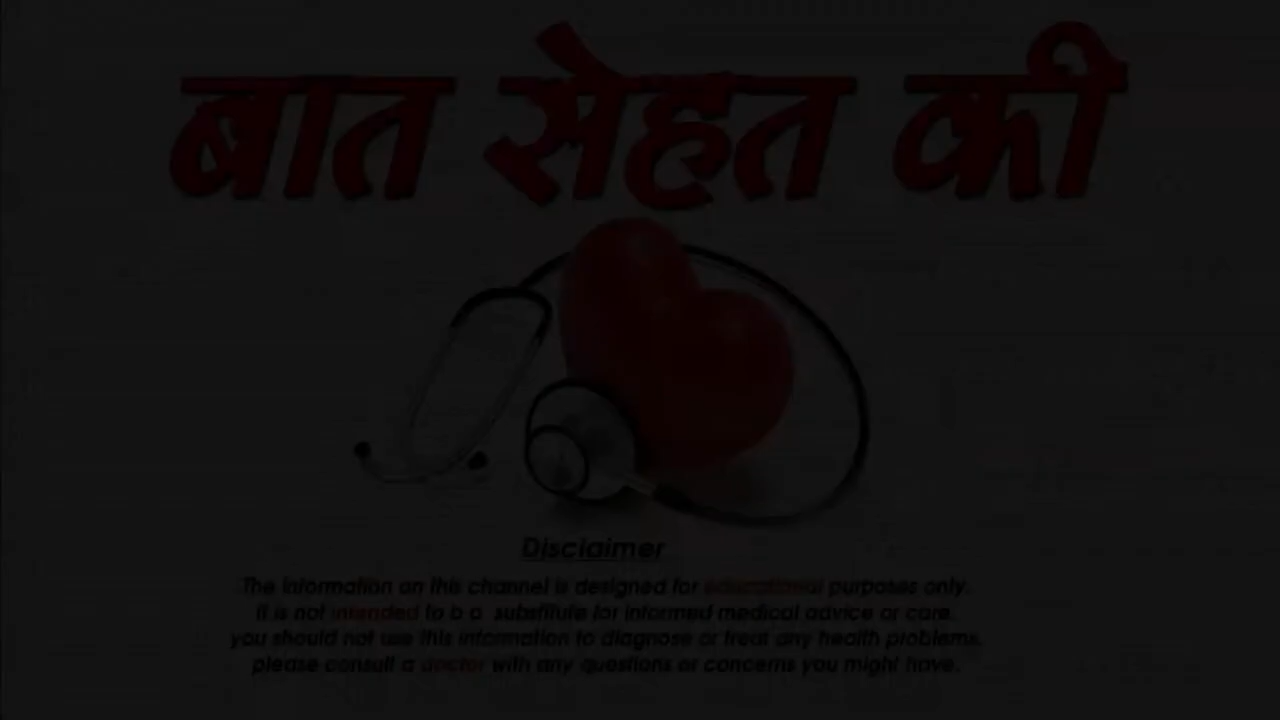 बात सेहत की
Disclaimer
The information on this channel is designed for educational purposes only.
it is not intended to b a substitute for informed medical advice or care.
you should not use this information to diagnose or treat any health problems.
please consult a doctor with any questions or concerns you might have.